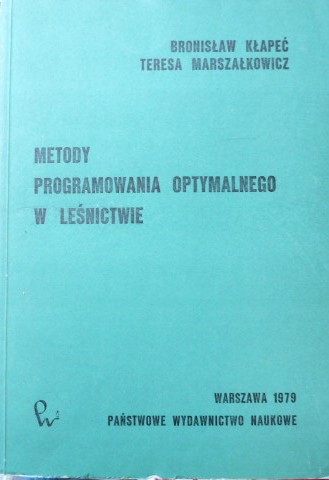 BRONISŁAW KŁAPEĆ
TERESA MARSZAŁKOWICZ
METODY
PROGRAMOWANIA OPTYMALNEGO
W LEŚNICTWIE
WARSZAWA 1979
PAŃSTWOWE WYDAWNICTWO NAUKOWE